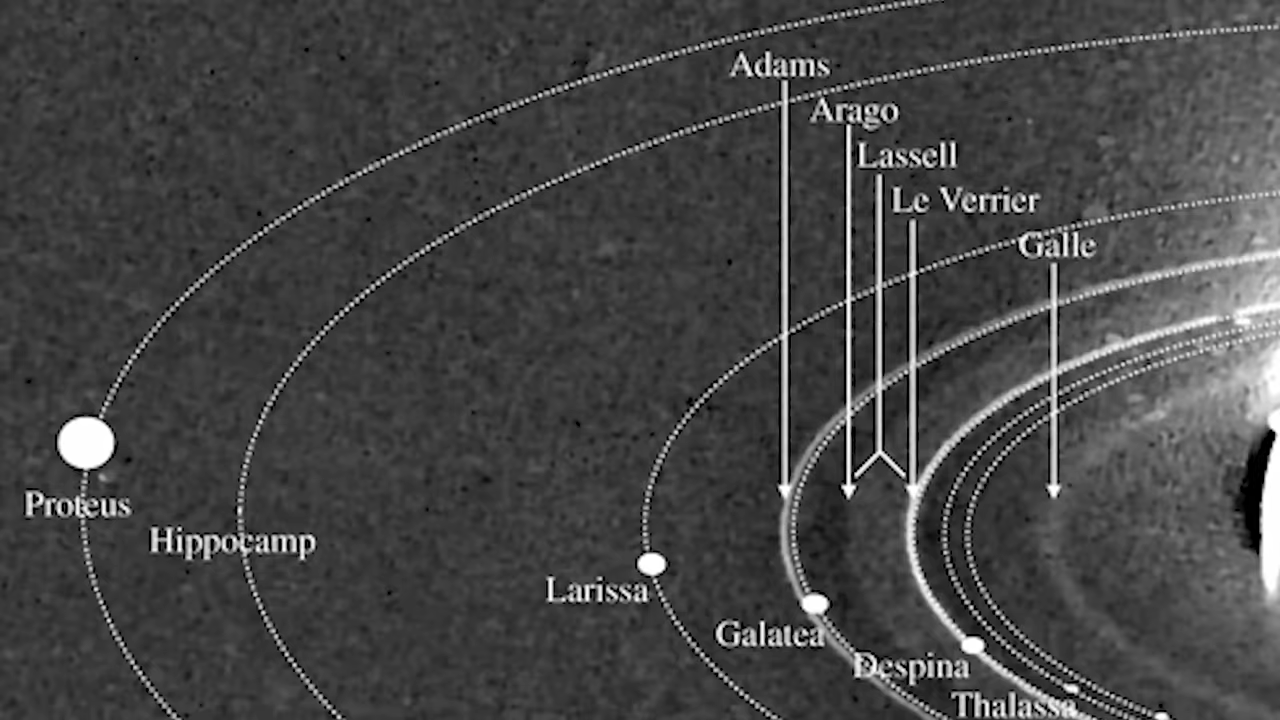 Adams
Arago
Lassell
Le Verrier
Galle
Proteus
Hippocamp
Larissa
Galatea
Despina
Thalassa